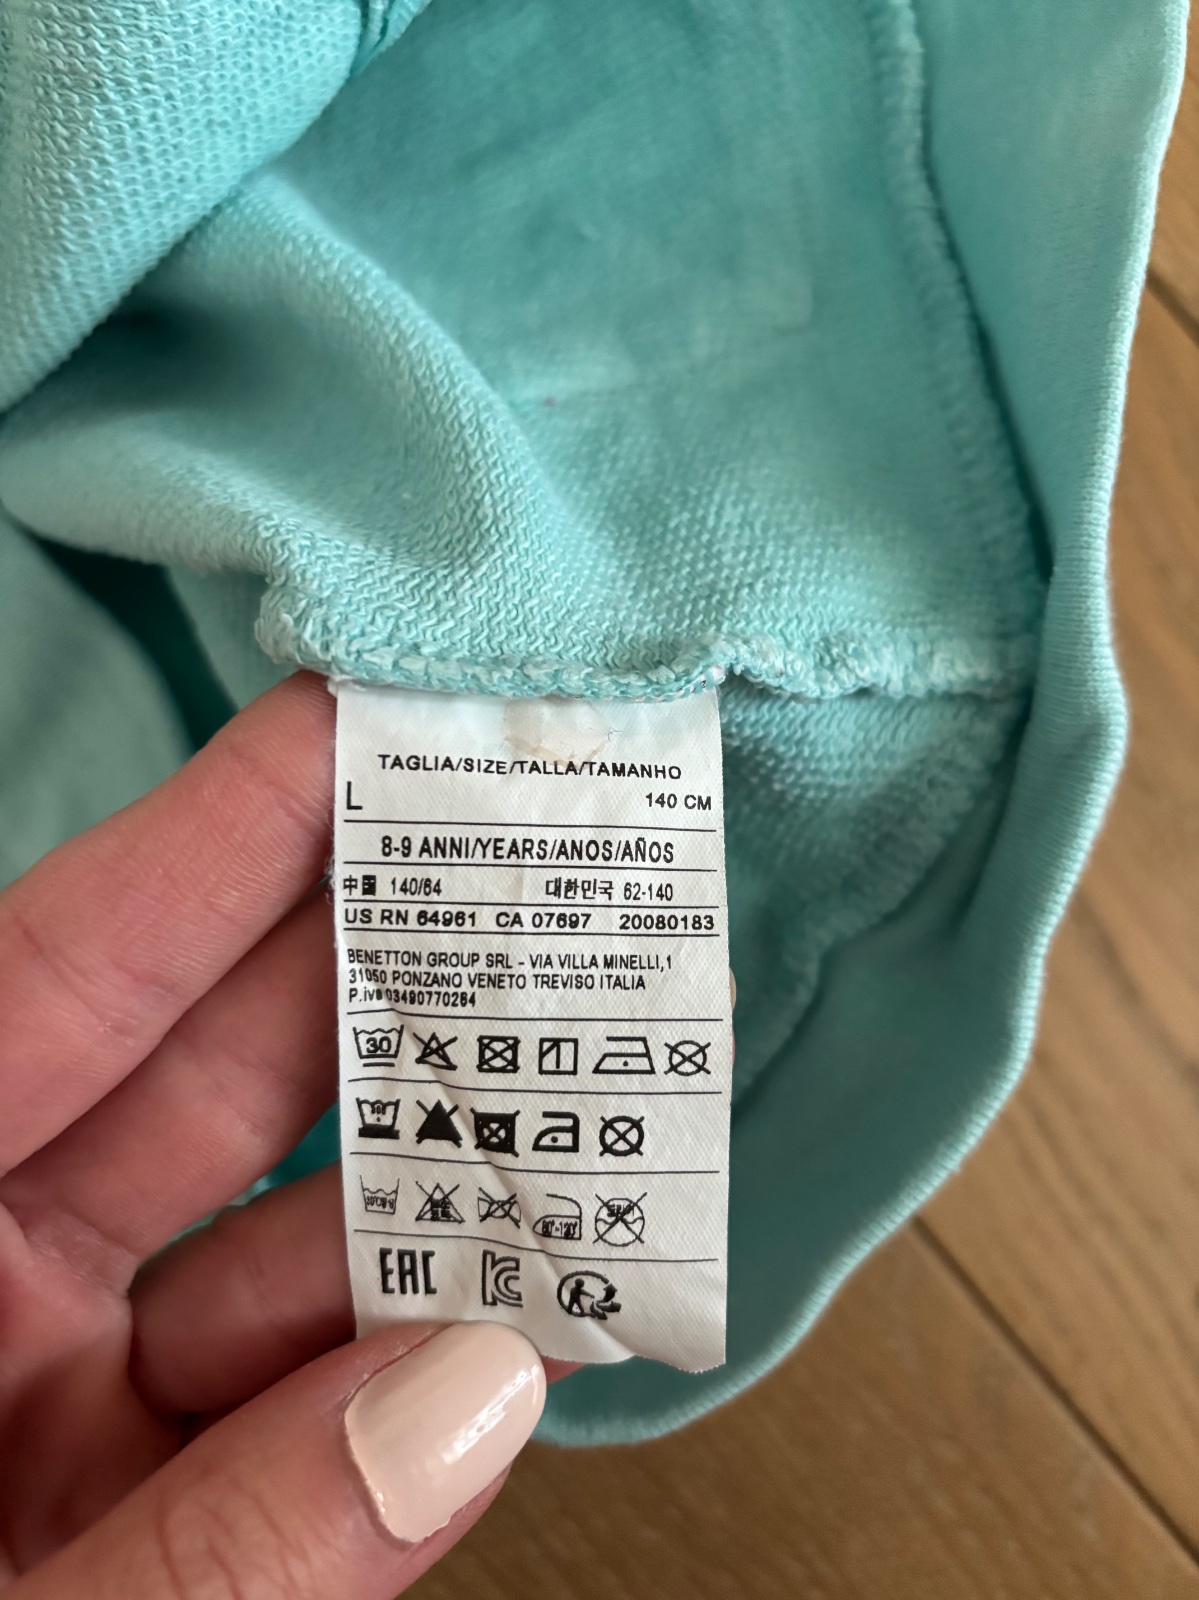 TAGLIA/SIZE/TALLA/TAMANHO
L 140 CM
8-9 ANNI/YEARS/ANOS/AÑOS
中国 140/64 대한민국 62-140
US RN 64961 CA 07697 20080183
BENETTON GROUP SRL - VIA VILLA MINELLI,1
31050 PONZANO VENETO TREVISO ITALIA
P.iva 03490770264
30
80°-120°
EAC